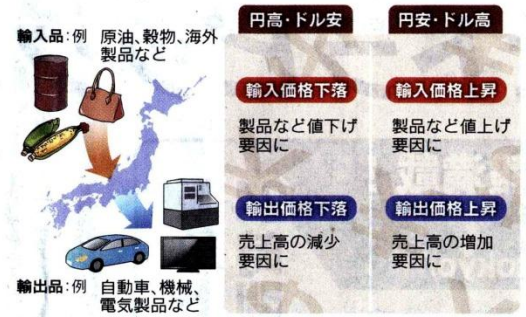 輸入品:例 原油、穀物、海外
製品など
円高・ドル安
輸入価格下落
製品など値下げ
要因に
輸出価格下落
売上高の減少
要因に
円安・ドル高
輸入価格上昇
製品など値上げ
要因に
輸出価格上昇
売上高の増加
要因に
輸出品:例 自動車、機械、
電気製品など